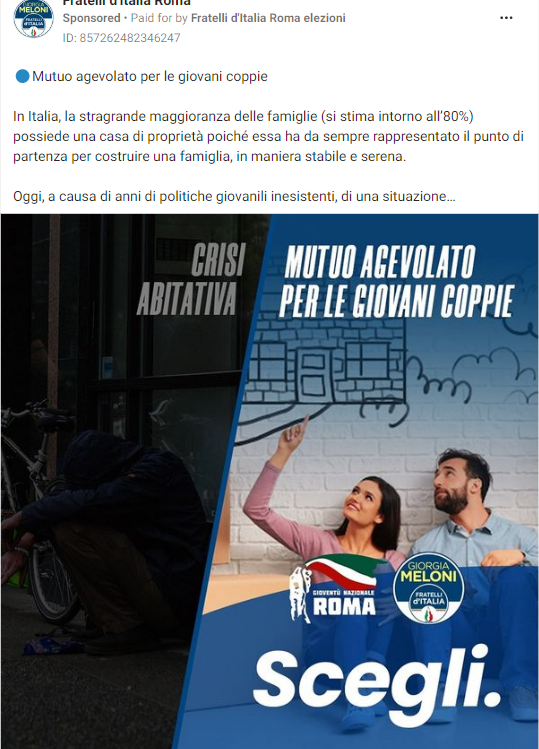 Fratelli d'Italia Roma
Sponsored • Paid for by Fratelli d'Italia Roma elezioni
ID: 857262482346247
🔵Mutuo agevolato per le giovani coppie
In Italia, la stragrande maggioranza delle famiglie (si stima intorno all'80%)
possiede una casa di proprietà poiché essa ha da sempre rappresentato il punto di
partenza per costruire una famiglia, in maniera stabile e serena.
Oggi, a causa di anni di politiche giovanili inesistenti, di una situazione...
CRISI
ABITATIVA
MUTUO AGEVOLATO
PER LE GIOVANI COPPIE
GIOVENTÙ NAZIONALE
ROMA
GIORGIA
MELONI
FRATELLI
d'ITALIA
Scegli.